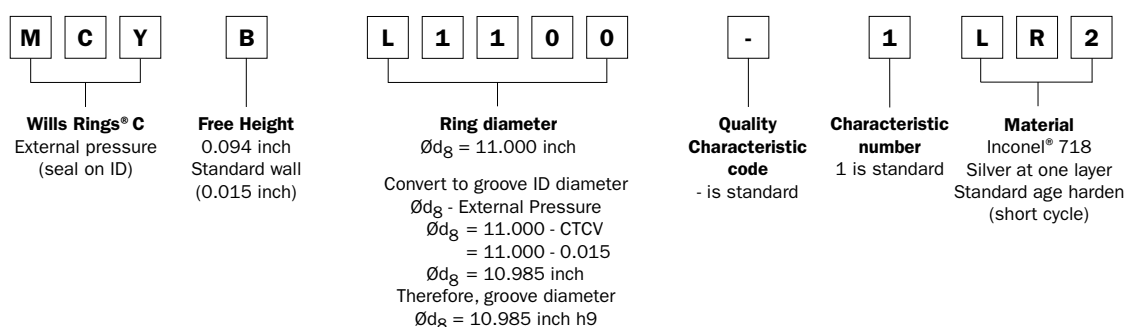 M C Y B L 1 1 0 0 - 1 L R 2
Wills Rings® C
External pressure
(seal on ID)
Free Height
0.094 inch
Standard wall
(0.015 inch)
Ring diameter
Ød8 = 11.000 inch
Convert to groove ID diameter
Ød8 - External Pressure
Ød8 = 11.000 - CTCV
= 11.000 - 0.015
Ød8 = 10.985 inch
Therefore, groove diameter
Ød8 = 10.985 inch h9
Quality
Characteristic
code
- is standard
Characteristic
number
1 is standard
Material
Inconel® 718
Silver at one layer
Standard age harden
(short cycle)